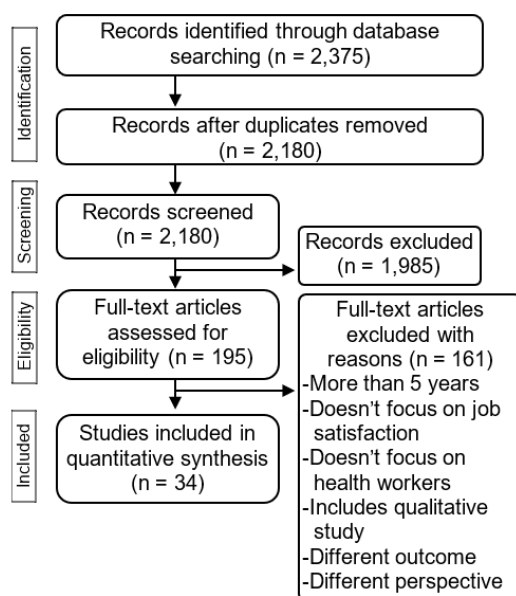 Identification
Records identified through database
searching (n = 2,375)
Records after duplicates removed
(n = 2,180)
Screening
Records screened
(n = 2,180)
Records excluded
(n = 1,985)
Eligibility
Full-text articles
assessed for
eligibility (n = 195)
Full-text articles
excluded with
reasons (n = 161)
-More than 5 years
-Doesn’t focus on job
satisfaction
-Doesn’t focus on
health workers
-Includes qualitative
study
-Different outcome
-Different perspective
Included
Studies included in
quantitative synthesis
(n = 34)